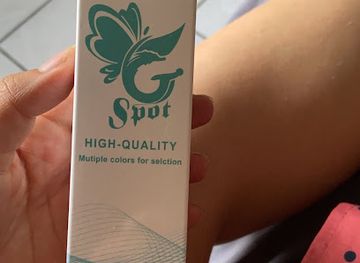 G
Spot
HIGH-QUALITY
Mutiple colors for selction